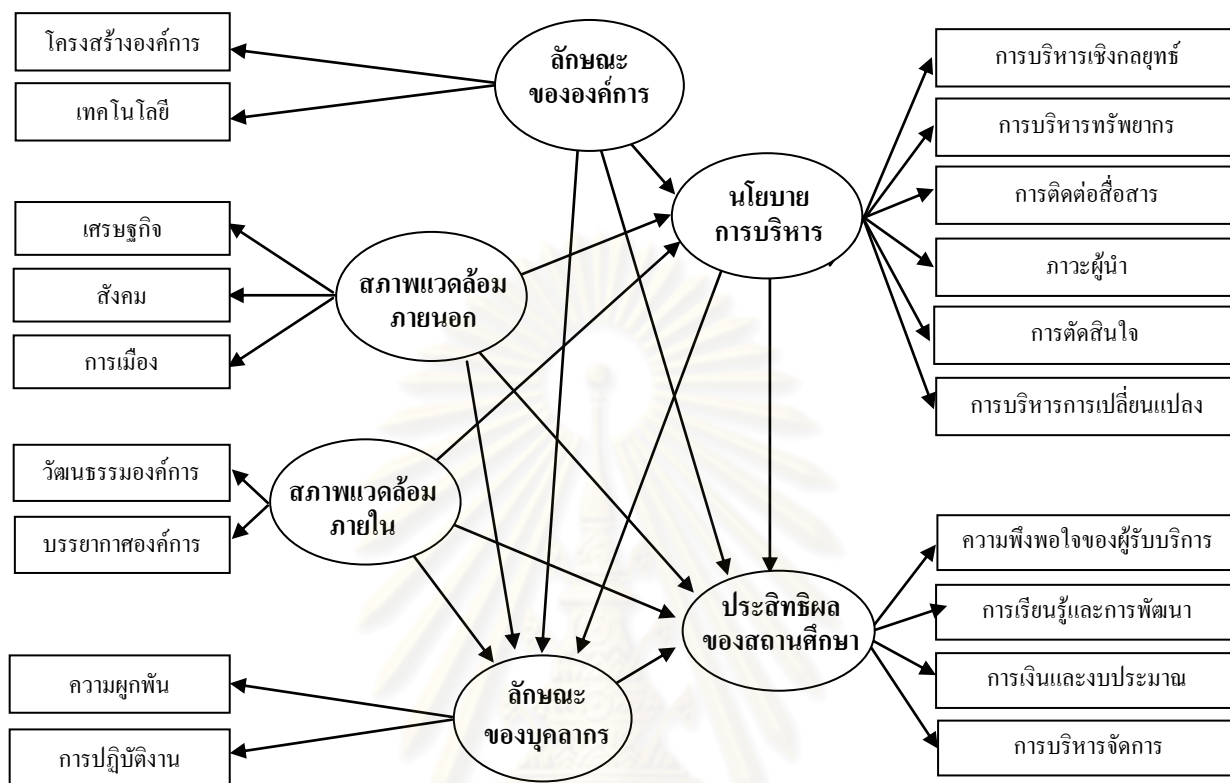 โครงสร้างองค์การ
เทคโนโลยี
ลักษณะ
ขององค์การ
การบริหารเชิงกลยุทธ์
การบริหารทรัพยากร
การติดต่อสื่อสาร
ภาวะผู้นำ
การตัดสินใจ
การบริหารการเปลี่ยนแปลง
นโยบาย
การบริหาร
เศรษฐกิจ
สังคม
การเมือง
สภาพแวดล้อม
ภายนอก
วัฒนธรรมองค์การ
บรรยากาศองค์การ
สภาพแวดล้อม
ภายใน
ความพึงพอใจของผู้รับบริการ
การเรียนรู้และการพัฒนา
การเงินและงบประมาณ
การบริหารจัดการ
ประสิทธิผล
ของสถานศึกษา
ความผูกพัน
การปฏิบัติงาน
ลักษณะ
ของบุคลากร